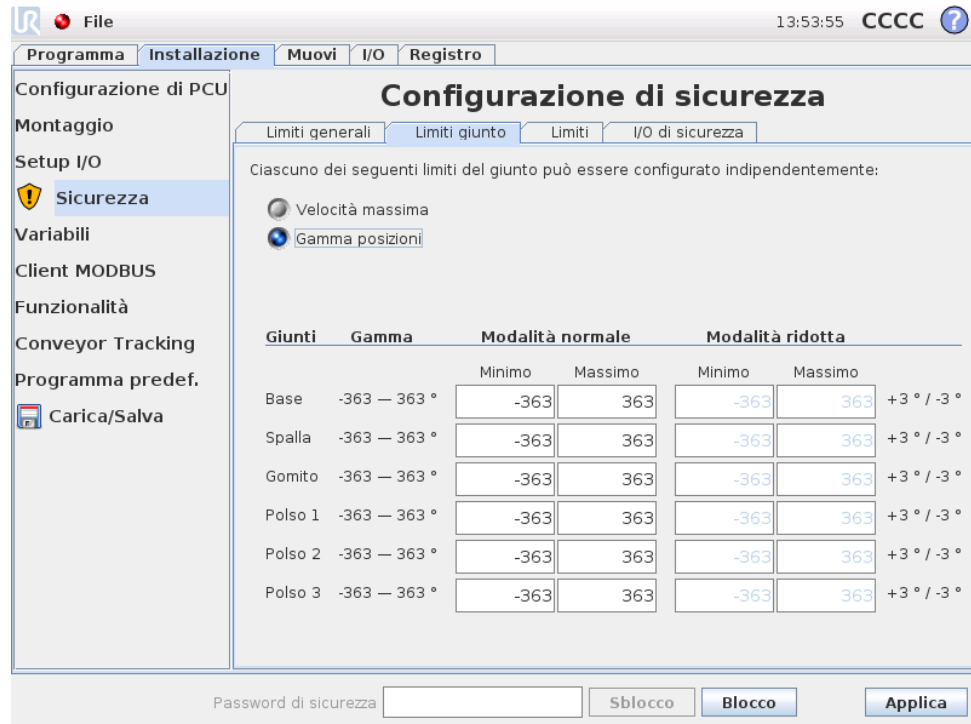 UR File 13:53:55 CCCC ?
Programma Installazione Muovi I/O Registro
Configurazione di PCU
Montaggio
Setup I/O
Sicurezza
Variabili
Client MODBUS
Funzionalità
Conveyor Tracking
Programma predef.
Carica/Salva
Configurazione di sicurezza
Limiti generali Limiti giunto Limiti I/O di sicurezza
Ciascuno dei seguenti limiti del giunto può essere configurato indipendentemente:
Velocità massima
Gamma posizioni
Giunti Gamma Modalità normale Modalità ridotta
Minimo Massimo Minimo Massimo
Base -363 — 363 ° -363 363 -363 363 +3 ° / -3 °
Spalla -363 — 363 ° -363 363 -363 363 +3 ° / -3 °
Gomito -363 — 363 ° -363 363 -363 363 +3 ° / -3 °
Polso 1 -363 — 363 ° -363 363 -363 363 +3 ° / -3 °
Polso 2 -363 — 363 ° -363 363 -363 363 +3 ° / -3 °
Polso 3 -363 — 363 ° -363 363 -363 363 +3 ° / -3 °
Password di sicurezza Sblocco Blocco Applica